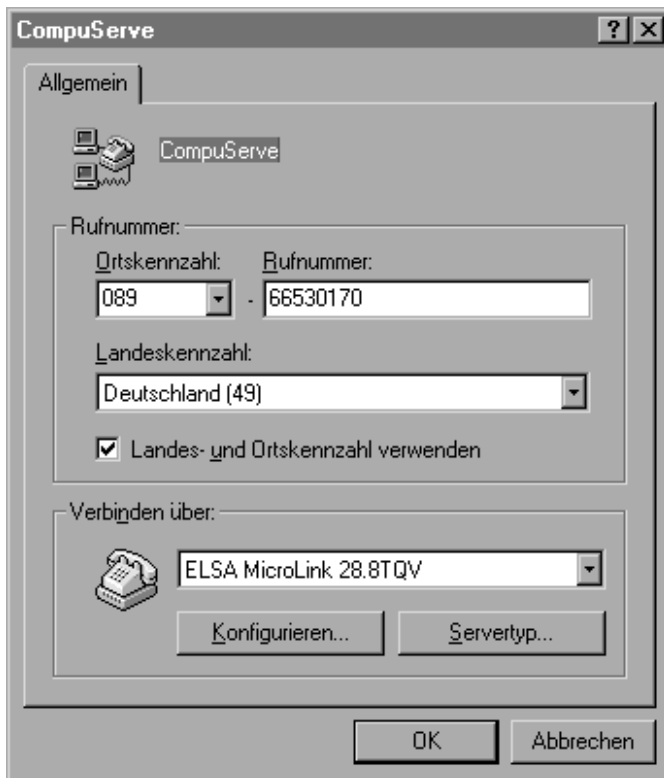 CompuServe
Allgemein
CompuServe
Rufnummer:
Ortskennzahl: Rufnummer:
089 - 66530170
Landeskennzahl:
Deutschland (49)
Landes- und Ortskennzahl verwenden
Verbinden über:
ELSA MicroLink 28.8TQV
Konfigurieren... Servertyp...
OK Abbrechen